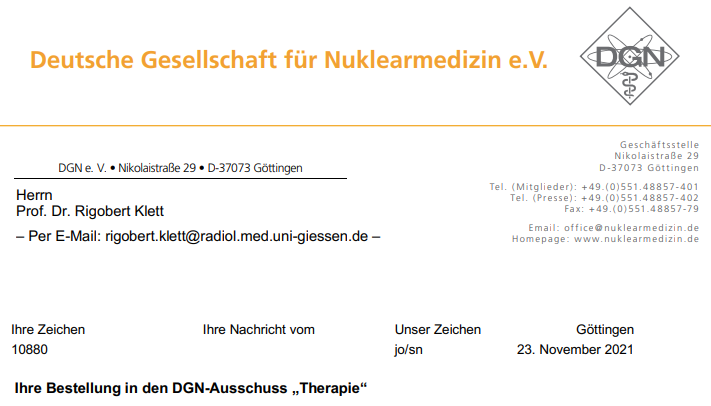 Deutsche Gesellschaft für Nuklearmedizin e.V.
DGN
Geschäftsstelle
Nikolaistraße 29
D-37073 Göttingen
Tel. (Mitglieder): +49.(0)551.48857-401
Tel. (Presse): +49.(0)551.48857-402
Fax: +49.(0)551.48857-79
Email: office@nuklearmedizin.de
Homepage: www.nuklearmedizin.de
DGN e. V. • Nikolaistraße 29 • D-37073 Göttingen
Herrn
Prof. Dr. Rigobert Klett
– Per E-Mail: rigobert.klett@radiol.med.uni-giessen.de –
Ihre Zeichen Ihre Nachricht vom Unser Zeichen Göttingen
10880 jo/sn 23. November 2021
Ihre Bestellung in den DGN-Ausschuss „Therapie“